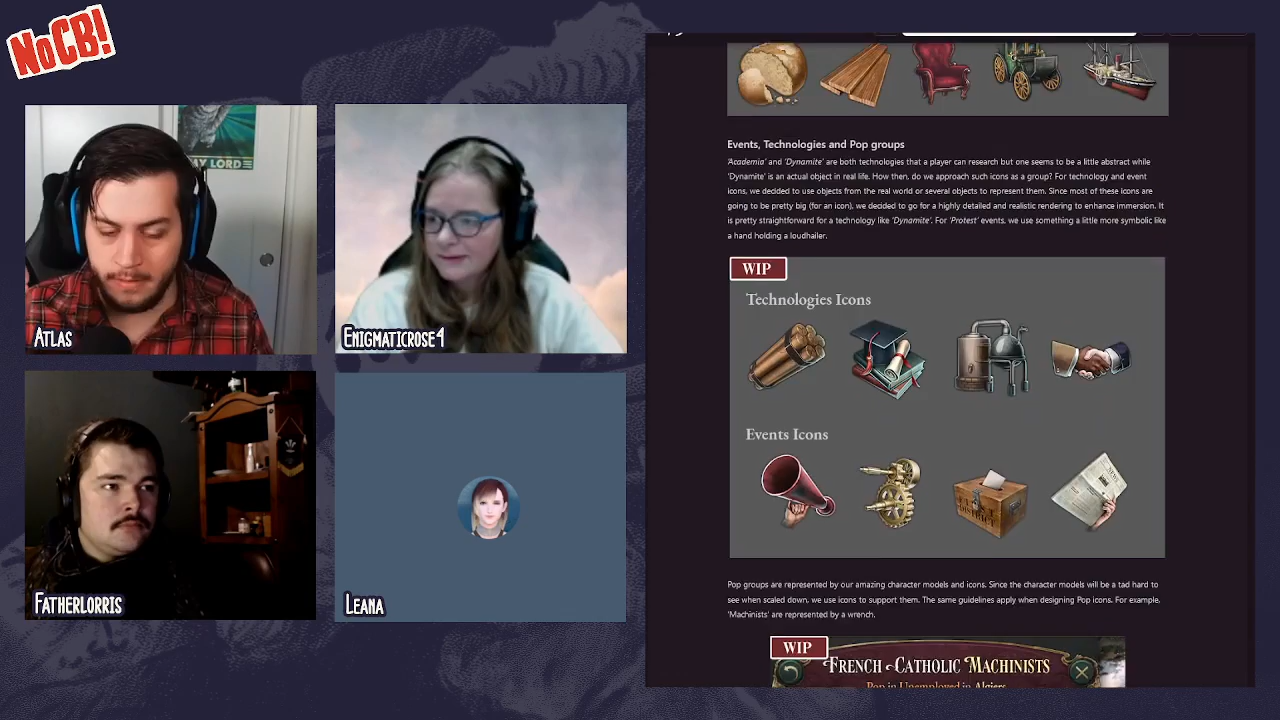 NoCB!
AY LORD
ATLAS
ENIGMATICROSE4
FATHERLORRIS
LEANA
Events, Technologies and Pop groups
'Academia' and 'Dynamite' are both technologies that a player can research but one seems to be a little abstract while
'Dynamite' is an actual object in real life. How then, do we approach such icons as a group? For technology and event
icons, we decided to use objects from the real world or several objects to represent them. Since most of these icons are
going to be pretty big (for an icon), we decided to go for a highly detailed and realistic rendering to enhance immersion. It
is pretty straightforward for a technology like 'Dynamite'. For 'Protest' events, we use something a little more symbolic like
a hand holding a loudhailer.
WIP
Technologies Icons
Events Icons
DISTRICT
Pop groups are represented by our amazing character models and icons. Since the character models will be a tad hard to
see when scaled down, we use icons to support them. The same guidelines apply when designing Pop icons. For example,
'Machinists' are represented by a wrench.
WIP
FRENCH CATHOLIC MACHINISTS
Pop in Unemployed in Algiers